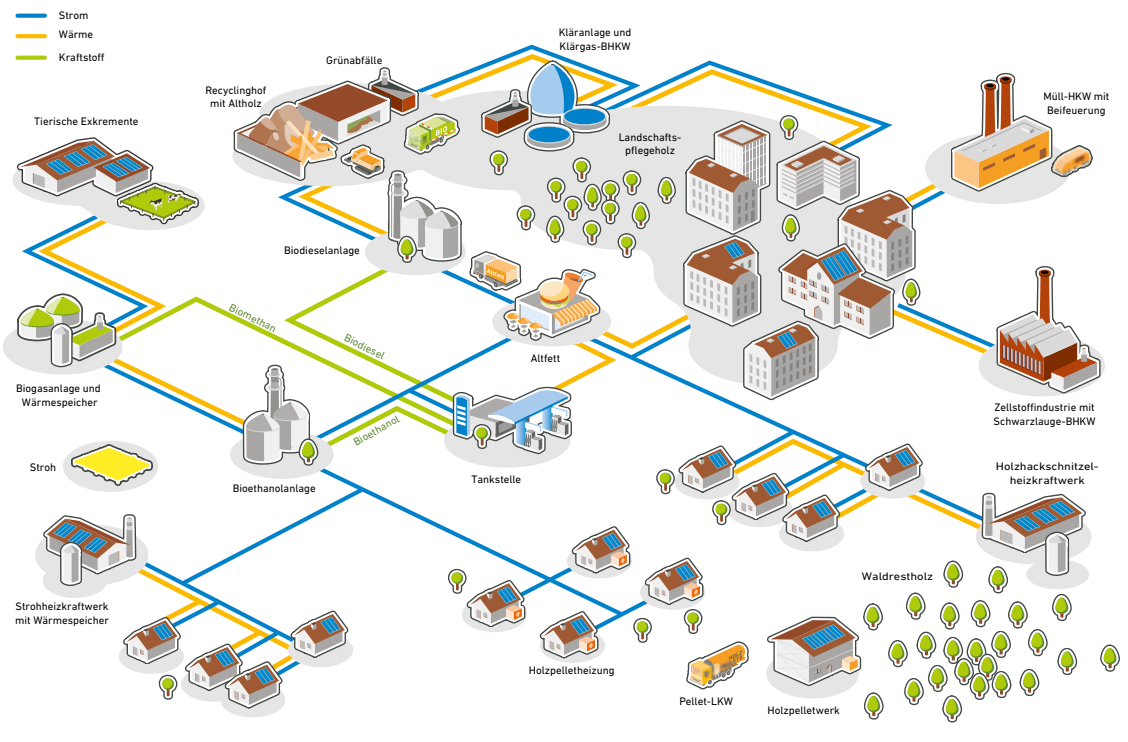 Strom
Wärme
Kraftstoff
Kläranlage und
Klärgas-BHKW
Grünabfälle
Recyclinghof
mit Altholz
Müll-HKW mit
Beifeuerung
Tierische Exkremente
BIO
Landschafts-
pflegeholz
Biodieselanlage
Altfett
Biomethan
Biodiesel
Altfett
Biogasanlage und
Wärmespeicher
Bioethanol
Zellstoffindustrie mit
Schwarzlauge-BHKW
Stroh
Bioethanolanlage
Tankstelle
Holzhackschnitzel-
heizkraftwerk
Strohheizkraftwerk
mit Wärmespeicher
Waldrestholz
Holzpelletheizung
Pellet-LKW
Holzpelletwerk